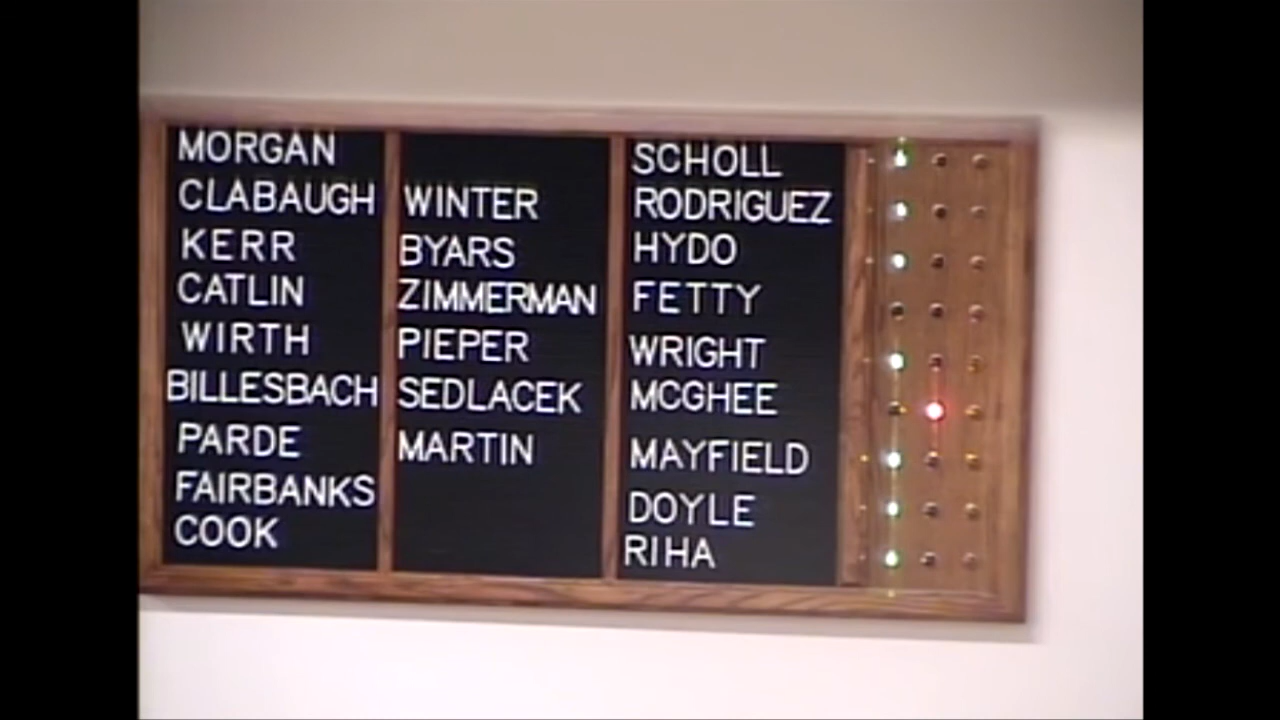 MORGAN
CLABAUGH
KERR
CATLIN
WIRTH
BILLESBACH
PARDE
FAIRBANKS
COOK
WINTER
BYARS
ZIMMERMAN
PIEPER
SEDLACEK
MARTIN
SCHOLL
RODRIGUEZ
HYDO
FETTY
WRIGHT
MCGHEE
MAYFIELD
DOYLE
RIHA